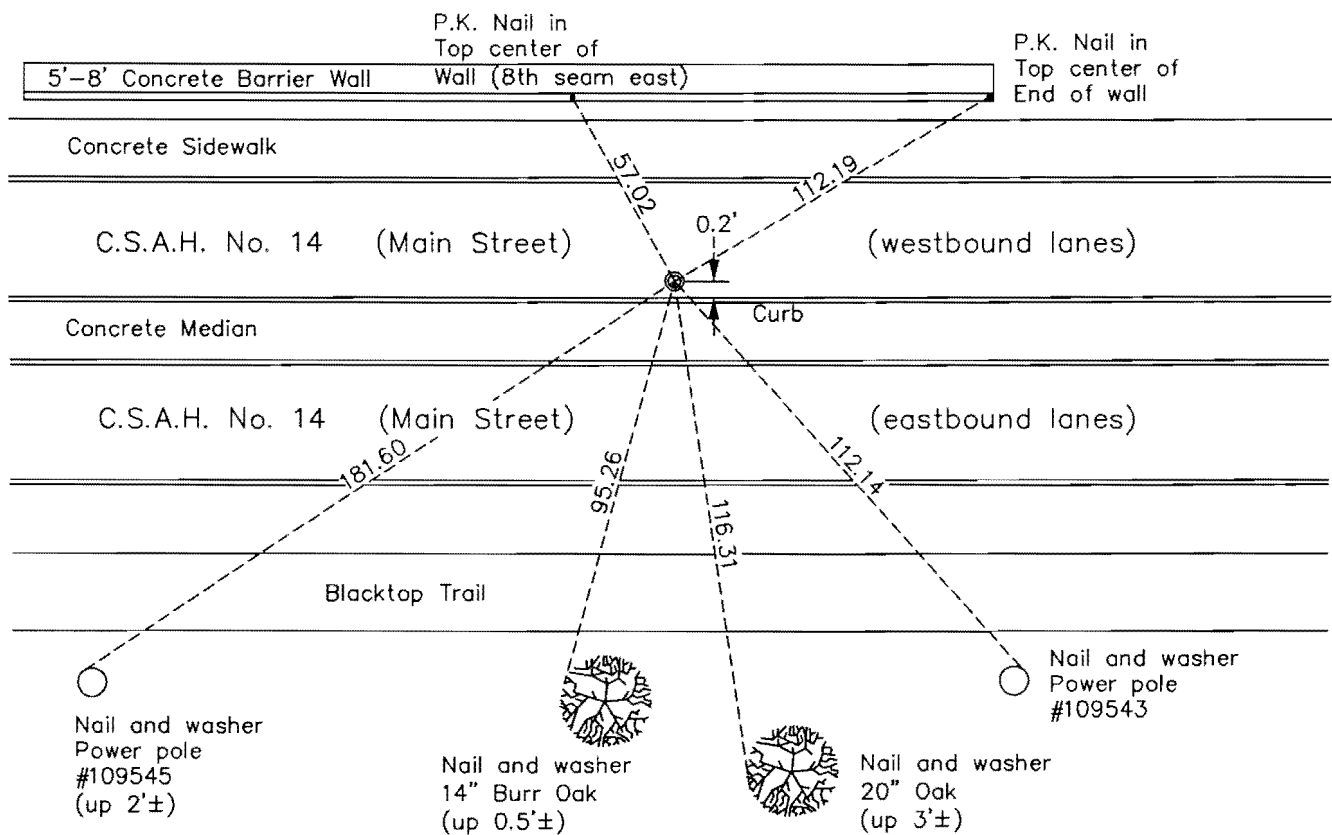 P.K. Nail in
Top center of
Wall (8th seam east)
P.K. Nail in
Top center of
End of wall
5'-8' Concrete Barrier Wall
Concrete Sidewalk
57.02
112.19
0.2'
C.S.A.H. No. 14 (Main Street) (westbound lanes)
Curb
Concrete Median
C.S.A.H. No. 14 (Main Street) (eastbound lanes)
181.60
95.26
116.31
112.14
Blacktop Trail
Nail and washer
Power pole
#109545
(up 2'±)
Nail and washer
14" Burr Oak
(up 0.5'±)
Nail and washer
20" Oak
(up 3'±)
Nail and washer
Power pole
#109543